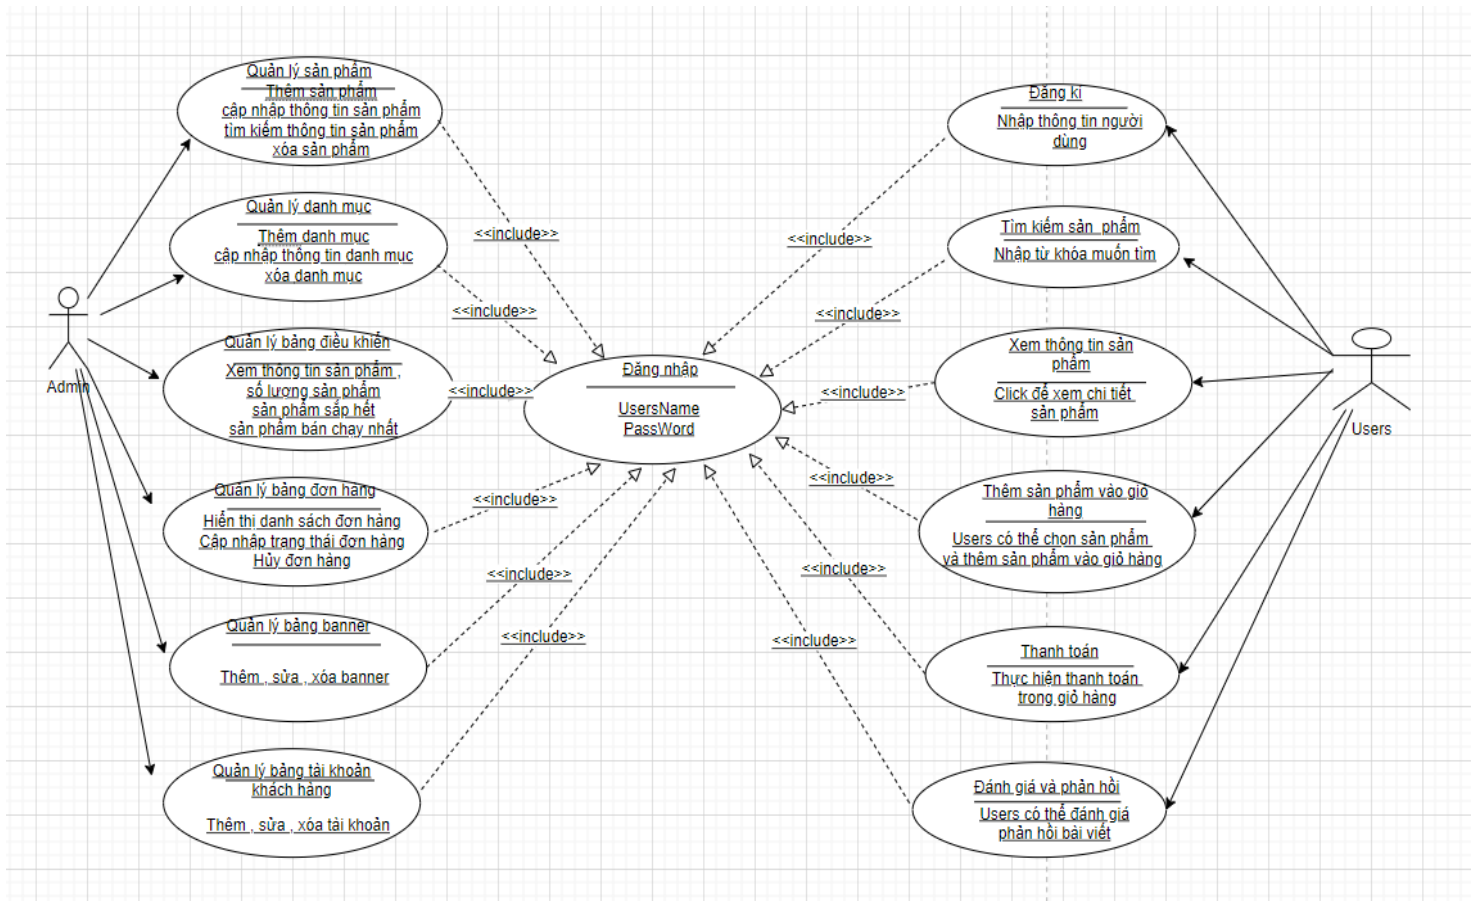 Quản lý sản phẩm
Thêm sản phẩm
cập nhập thông tin sản phẩm
tìm kiếm thông tin sản phẩm
xóa sản phẩm
Quản lý danh mục
Thêm danh mục
cập nhập thông tin danh mục
xóa danh mục
Quản lý bảng điều khiển
Xem thông tin sản phẩm ,
số lượng sản phẩm
sản phẩm sắp hết
sản phẩm bán chạy nhất
Quản lý bảng đơn hàng
Hiển thị danh sách đơn hàng
Cập nhập trạng thái đơn hàng
Hủy đơn hàng
Quản lý bảng banner
Thêm , sửa , xóa banner
Quản lý bảng tài khoản
khách hàng
Thêm , sửa , xóa tài khoản
Admin
<<include>>
<<include>>
<<include>>
<<include>>
<<include>>
<<include>>
Đăng nhập
UsersName
PassWord
<<include>>
<<include>>
<<include>>
<<include>>
<<include>>
<<include>>
Đăng kí
Nhập thông tin người
dùng
Tìm kiếm sản phẩm
Nhập từ khóa muốn tìm
Xem thông tin sản
phẩm
Click để xem chi tiết
sản phẩm
Thêm sản phẩm vào giỏ
hàng
Users có thể chọn sản phẩm
và thêm sản phẩm vào giỏ hàng
Thanh toán
Thực hiện thanh toán
trong giỏ hàng
Đánh giá và phản hồi
Users có thể đánh giá
phản hồi bài viết
Users